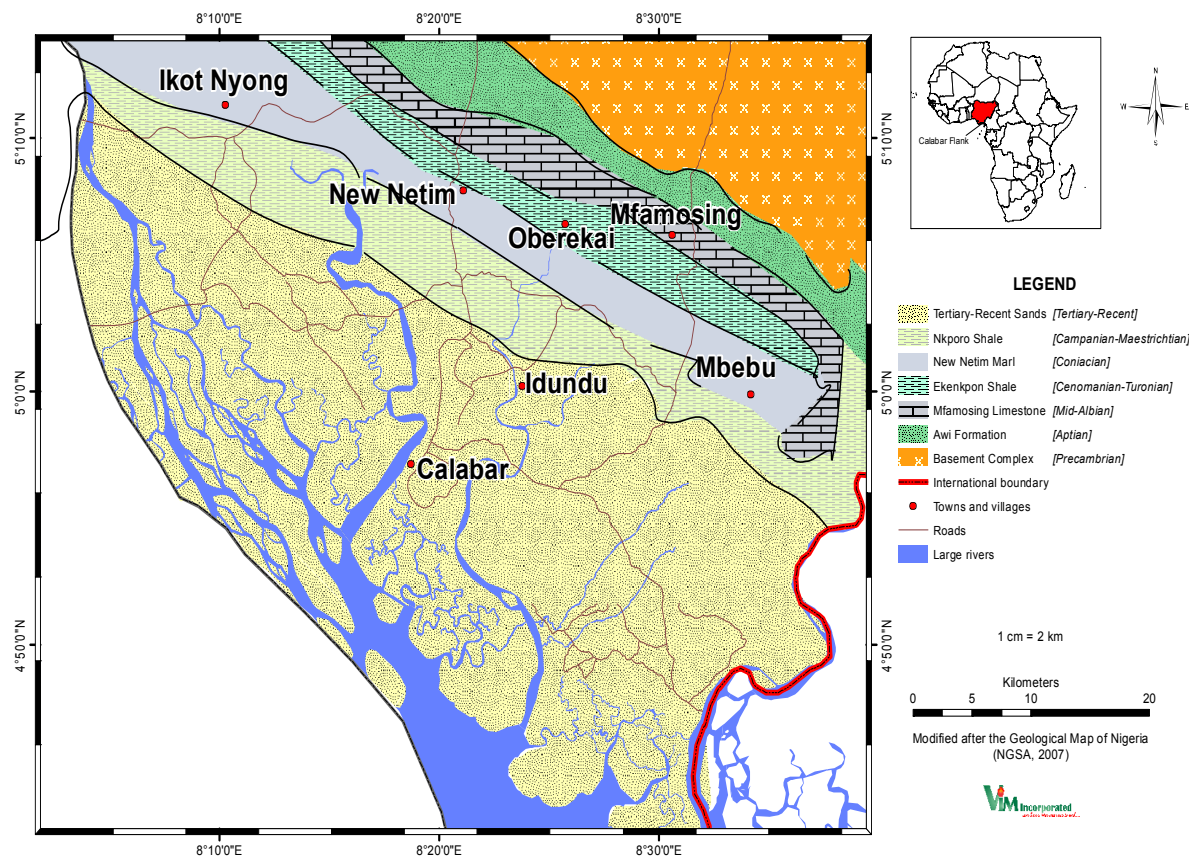 8°10'0"E 8°20'0"E 8°30'0"E
5°10'0"N 5°10'0"N
5°0'0"N 5°0'0"N
4°50'0"N 4°50'0"N
Ikot Nyong
New Netim
Oberekai
Mfamosing
Mbebu
Idundu
Calabar
8°10'0"E 8°20'0"E 8°30'0"E
Calabar Flank
N
W E
S
LEGEND
Tertiary-Recent Sands [Tertiary-Recent]
Nkporo Shale [Campanian-Maestrichtian]
New Netim Marl [Coniacian]
Ekenkpon Shale [Cenomanian-Turonian]
Mfamosing Limestone [Mid-Albian]
Awi Formation [Aptian]
Basement Complex [Precambrian]
International boundary
Towns and villages
Roads
Large rivers
1 cm = 2 km
Kilometers
0 5 10 20
Modified after the Geological Map of Nigeria
(NGSA, 2007)
ViM Incorporated